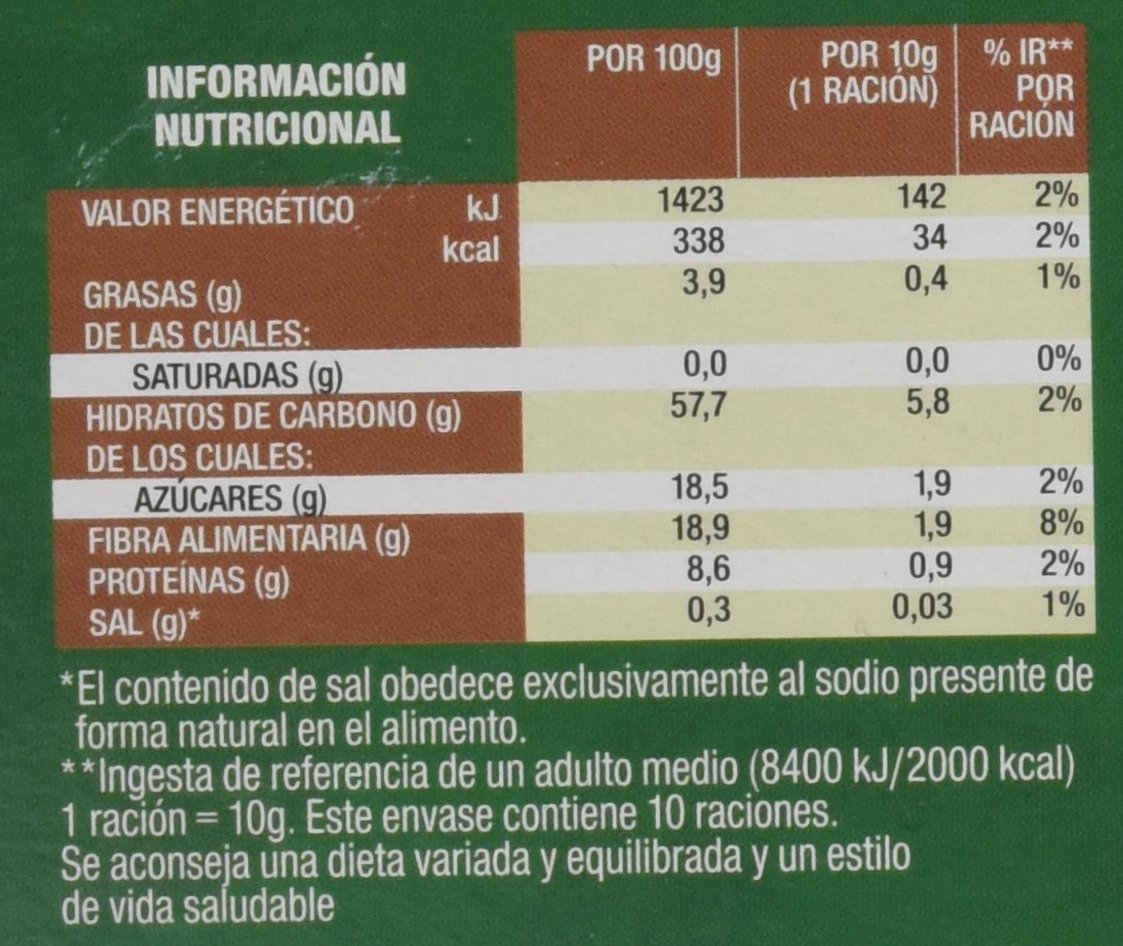 INFORMACIÓN
NUTRICIONAL
POR 100g
POR 10g
(1 RACIÓN)
% IR**
POR
RACIÓN
VALOR ENERGÉTICO kJ 1423 142 2%
kcal 338 34 2%
GRASAS (g) 3,9 0,4 1%
DE LAS CUALES:
SATURADAS (g) 0,0 0,0 0%
HIDRATOS DE CARBONO (g) 57,7 5,8 2%
DE LOS CUALES:
AZÚCARES (g) 18,5 1,9 2%
FIBRA ALIMENTARIA (g) 18,9 1,9 8%
PROTEÍNAS (g) 8,6 0,9 2%
SAL (g)* 0,3 0,03 1%
*El contenido de sal obedece exclusivamente al sodio presente de
forma natural en el alimento.
**Ingesta de referencia de un adulto medio (8400 kJ/2000 kcal)
1 ración = 10g. Este envase contiene 10 raciones.
Se aconseja una dieta variada y equilibrada y un estilo
de vida saludable